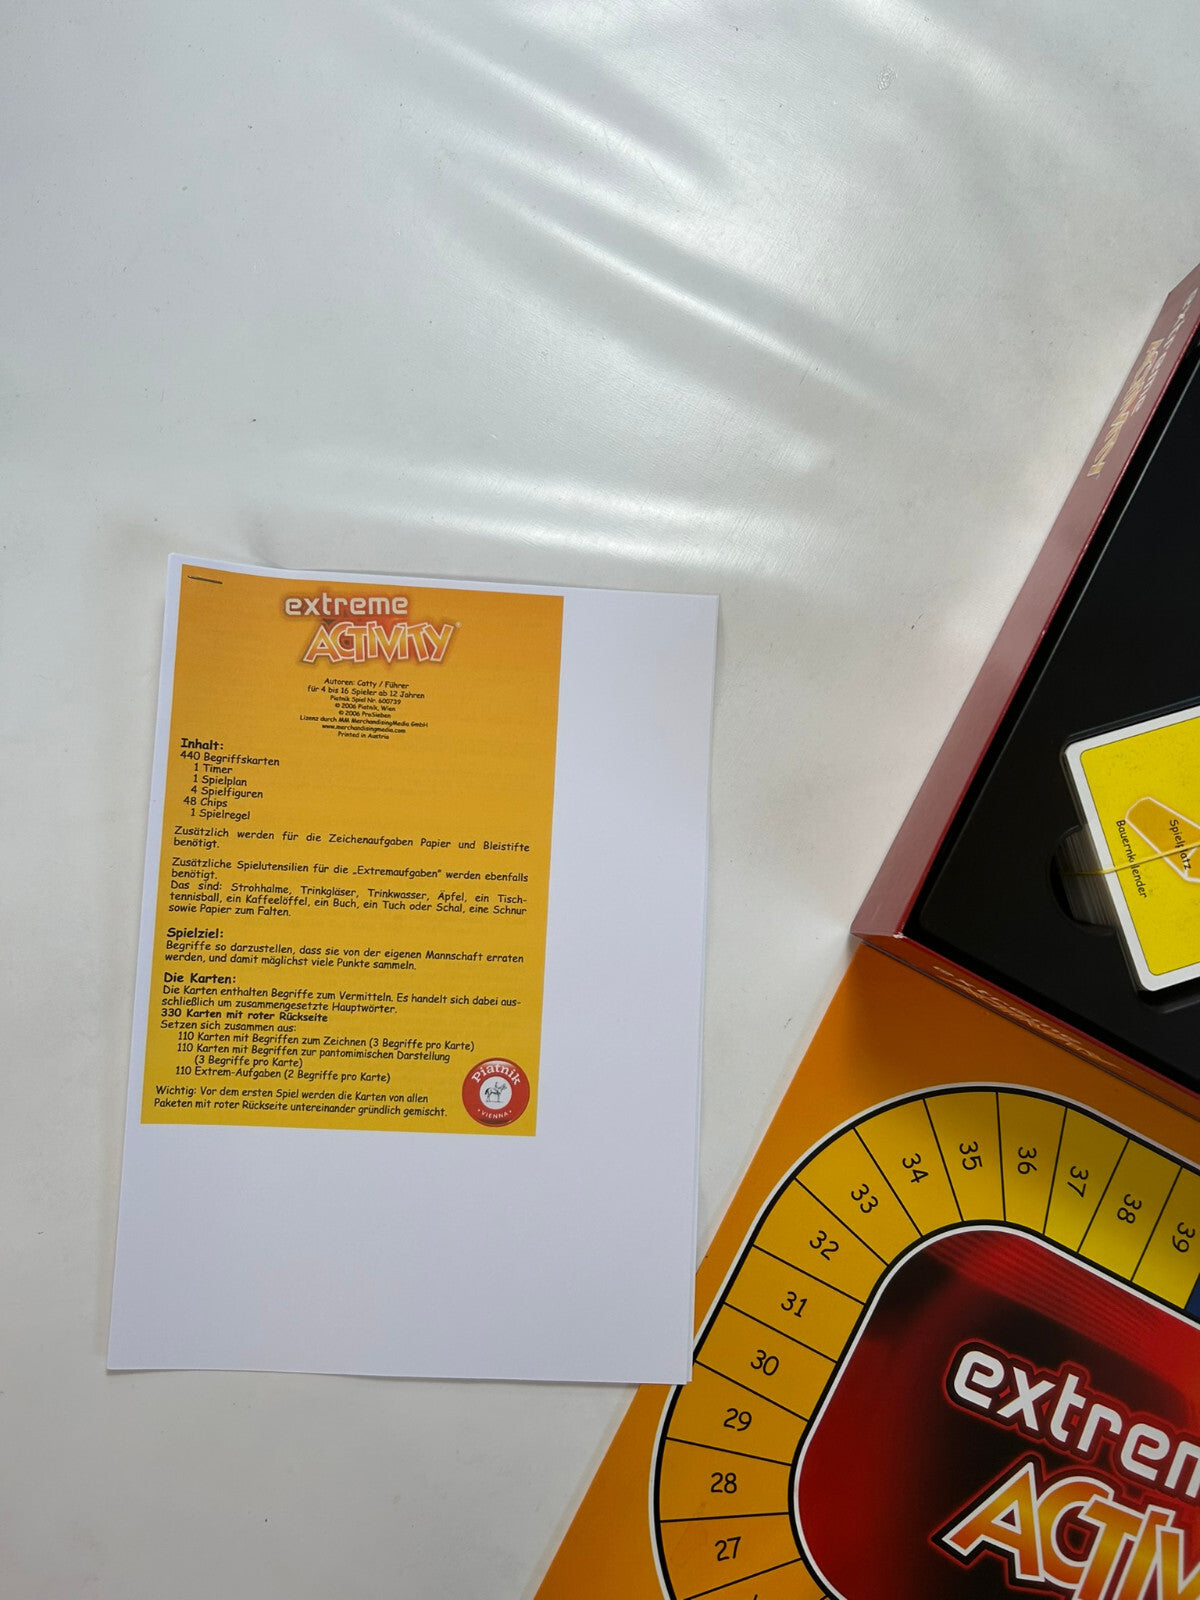 extreme
ACTIVITY®
Autoren: Catty / Führer
für 4 bis 16 Spieler ab 12 Jahren
Piatnik Spiel Nr. 600739
© 2006 Piatnik, Wien
© 2006 ProSieben
Lizenz durch MM MerchandisingMedia GmbH
www.merchandisingmedia.com
Printed in Austria
Inhalt:
440 Begriffskarten
1 Timer
1 Spielplan
4 Spielfiguren
48 Chips
1 Spielregel
Zusätzlich werden für die Zeichenaufgaben Papier und Bleistifte
benötigt.
Zusätzliche Spielutensilien für die „Extremaufgaben" werden ebenfalls
benötigt.
Das sind: Strohhalme, Trinkgläser, Trinkwasser, Äpfel, ein Tisch-
tennisball, ein Kaffeelöffel, ein Buch, ein Tuch oder Schal, eine Schnur
sowie Papier zum Falten.
Spielziel:
Begriffe so darzustellen, dass sie von der eigenen Mannschaft erraten
werden, und damit möglichst viele Punkte sammeln.
Die Karten:
Die Karten enthalten Begriffe zum Vermitteln. Es handelt sich dabei aus-
schließlich um zusammengesetzte Hauptwörter.
330 Karten mit roter Rückseite
Setzen sich zusammen aus:
110 Karten mit Begriffen zum Zeichnen (3 Begriffe pro Karte)
110 Karten mit Begriffen zur pantomimischen Darstellung
(3 Begriffe pro Karte)
110 Extrem-Aufgaben (2 Begriffe pro Karte)
Wichtig: Vor dem ersten Spiel werden die Karten von allen
Paketen mit roter Rückseite untereinander gründlich gemischt.
Piatnik
• VIENNA •
extreme
ACTIVITY
Spielplatz
Bauernkalender
extreme
39
38
37
36
35
34
33
32
31
30
29
28
27
extrem
ACTIV